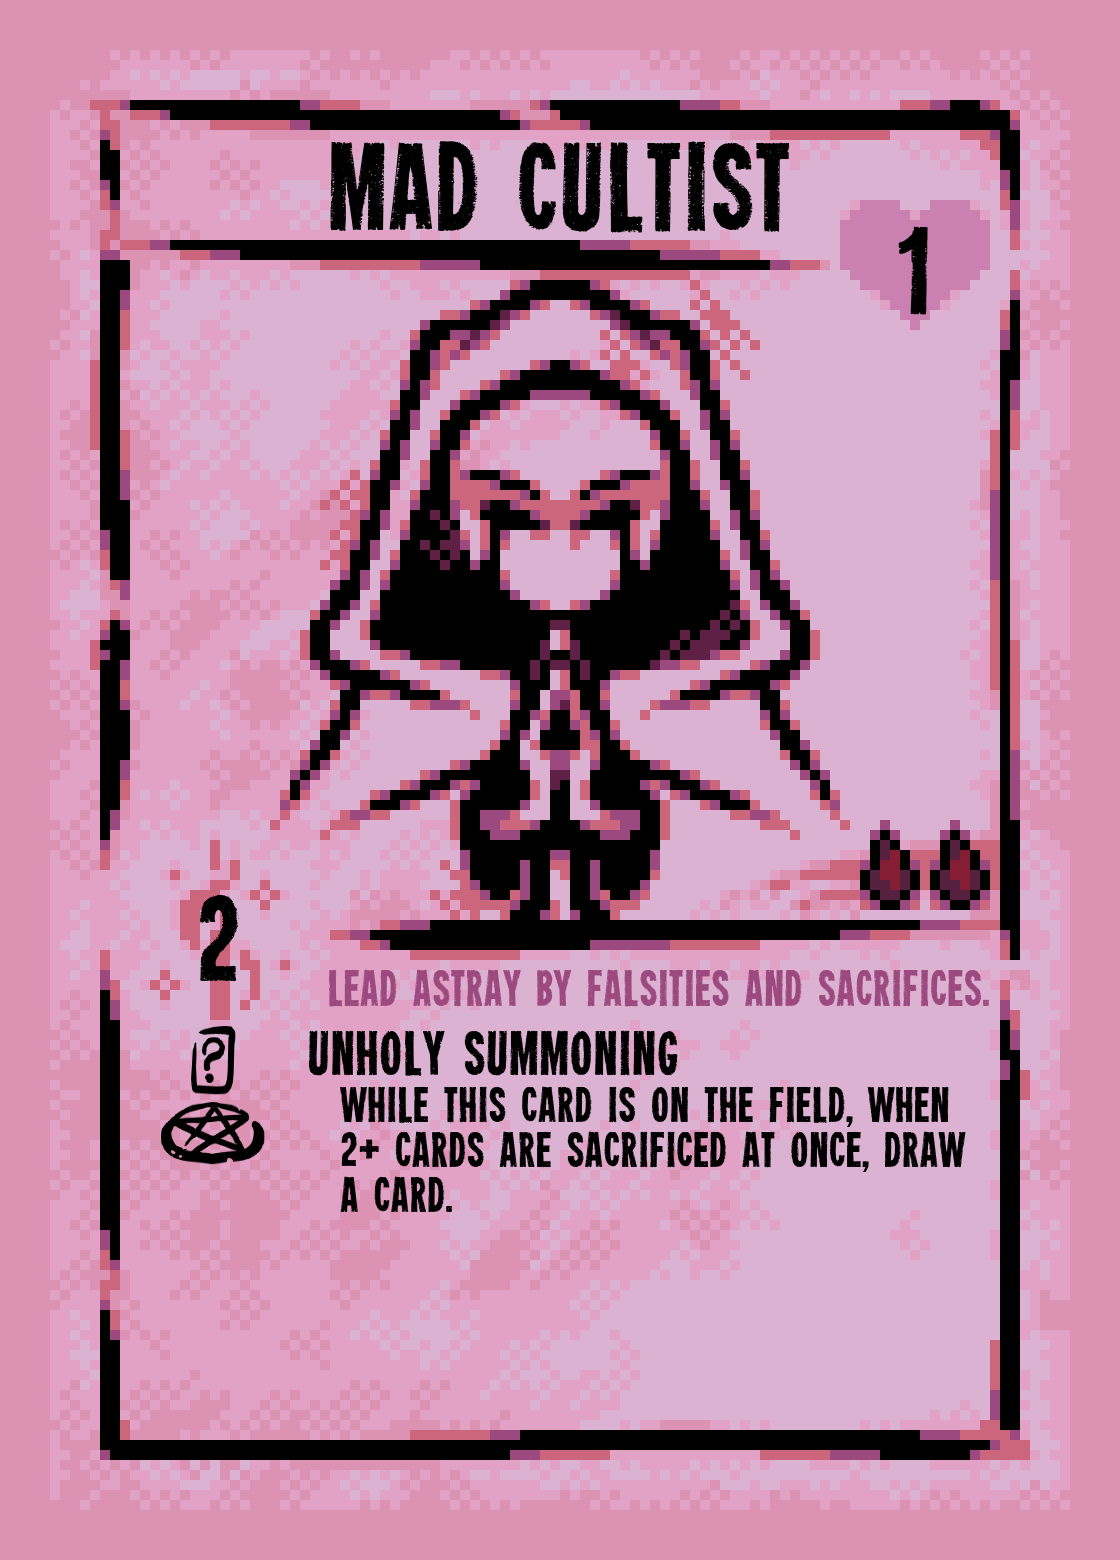 MAD CULTIST
1
2
LEAD ASTRAY BY FALSITIES AND SACRIFICES.
?
UNHOLY SUMMONING
WHILE THIS CARD IS ON THE FIELD, WHEN
2+ CARDS ARE SACRIFICED AT ONCE, DRAW
A CARD.